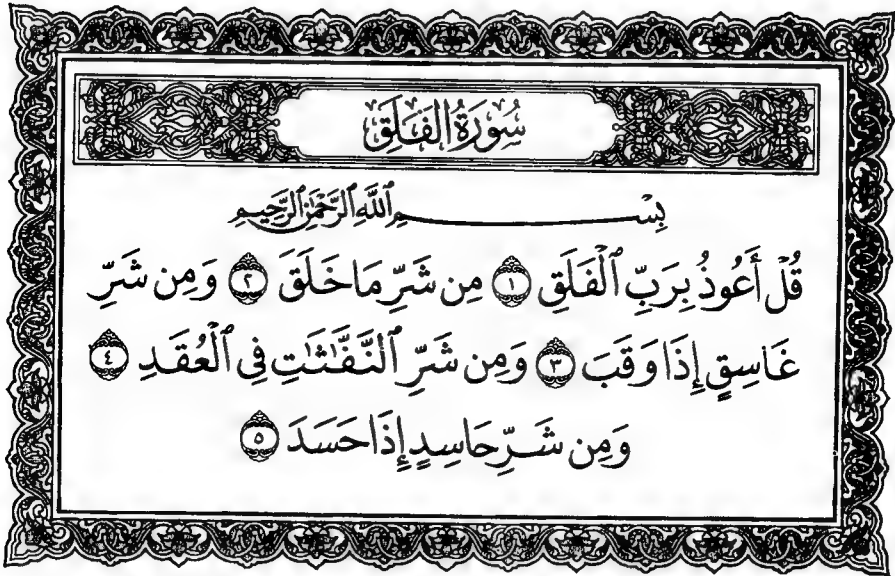 سُورَةُ الفَلَقِ
بِسْمِ ٱللَّهِ ٱلرَّحْمَٰنِ ٱلرَّحِيمِ
قُلْ أَعُوذُ بِرَبِّ ٱلْفَلَقِ ١ مِن شَرِّ مَا خَلَقَ ٢ وَمِن شَرِّ
غَاسِقٍ إِذَا وَقَبَ ٣ وَمِن شَرِّ ٱلنَّفَّٰثَٰتِ فِى ٱلْعُقَدِ ٤
وَمِن شَرِّ حَاسِدٍ إِذَا حَسَدَ ٥